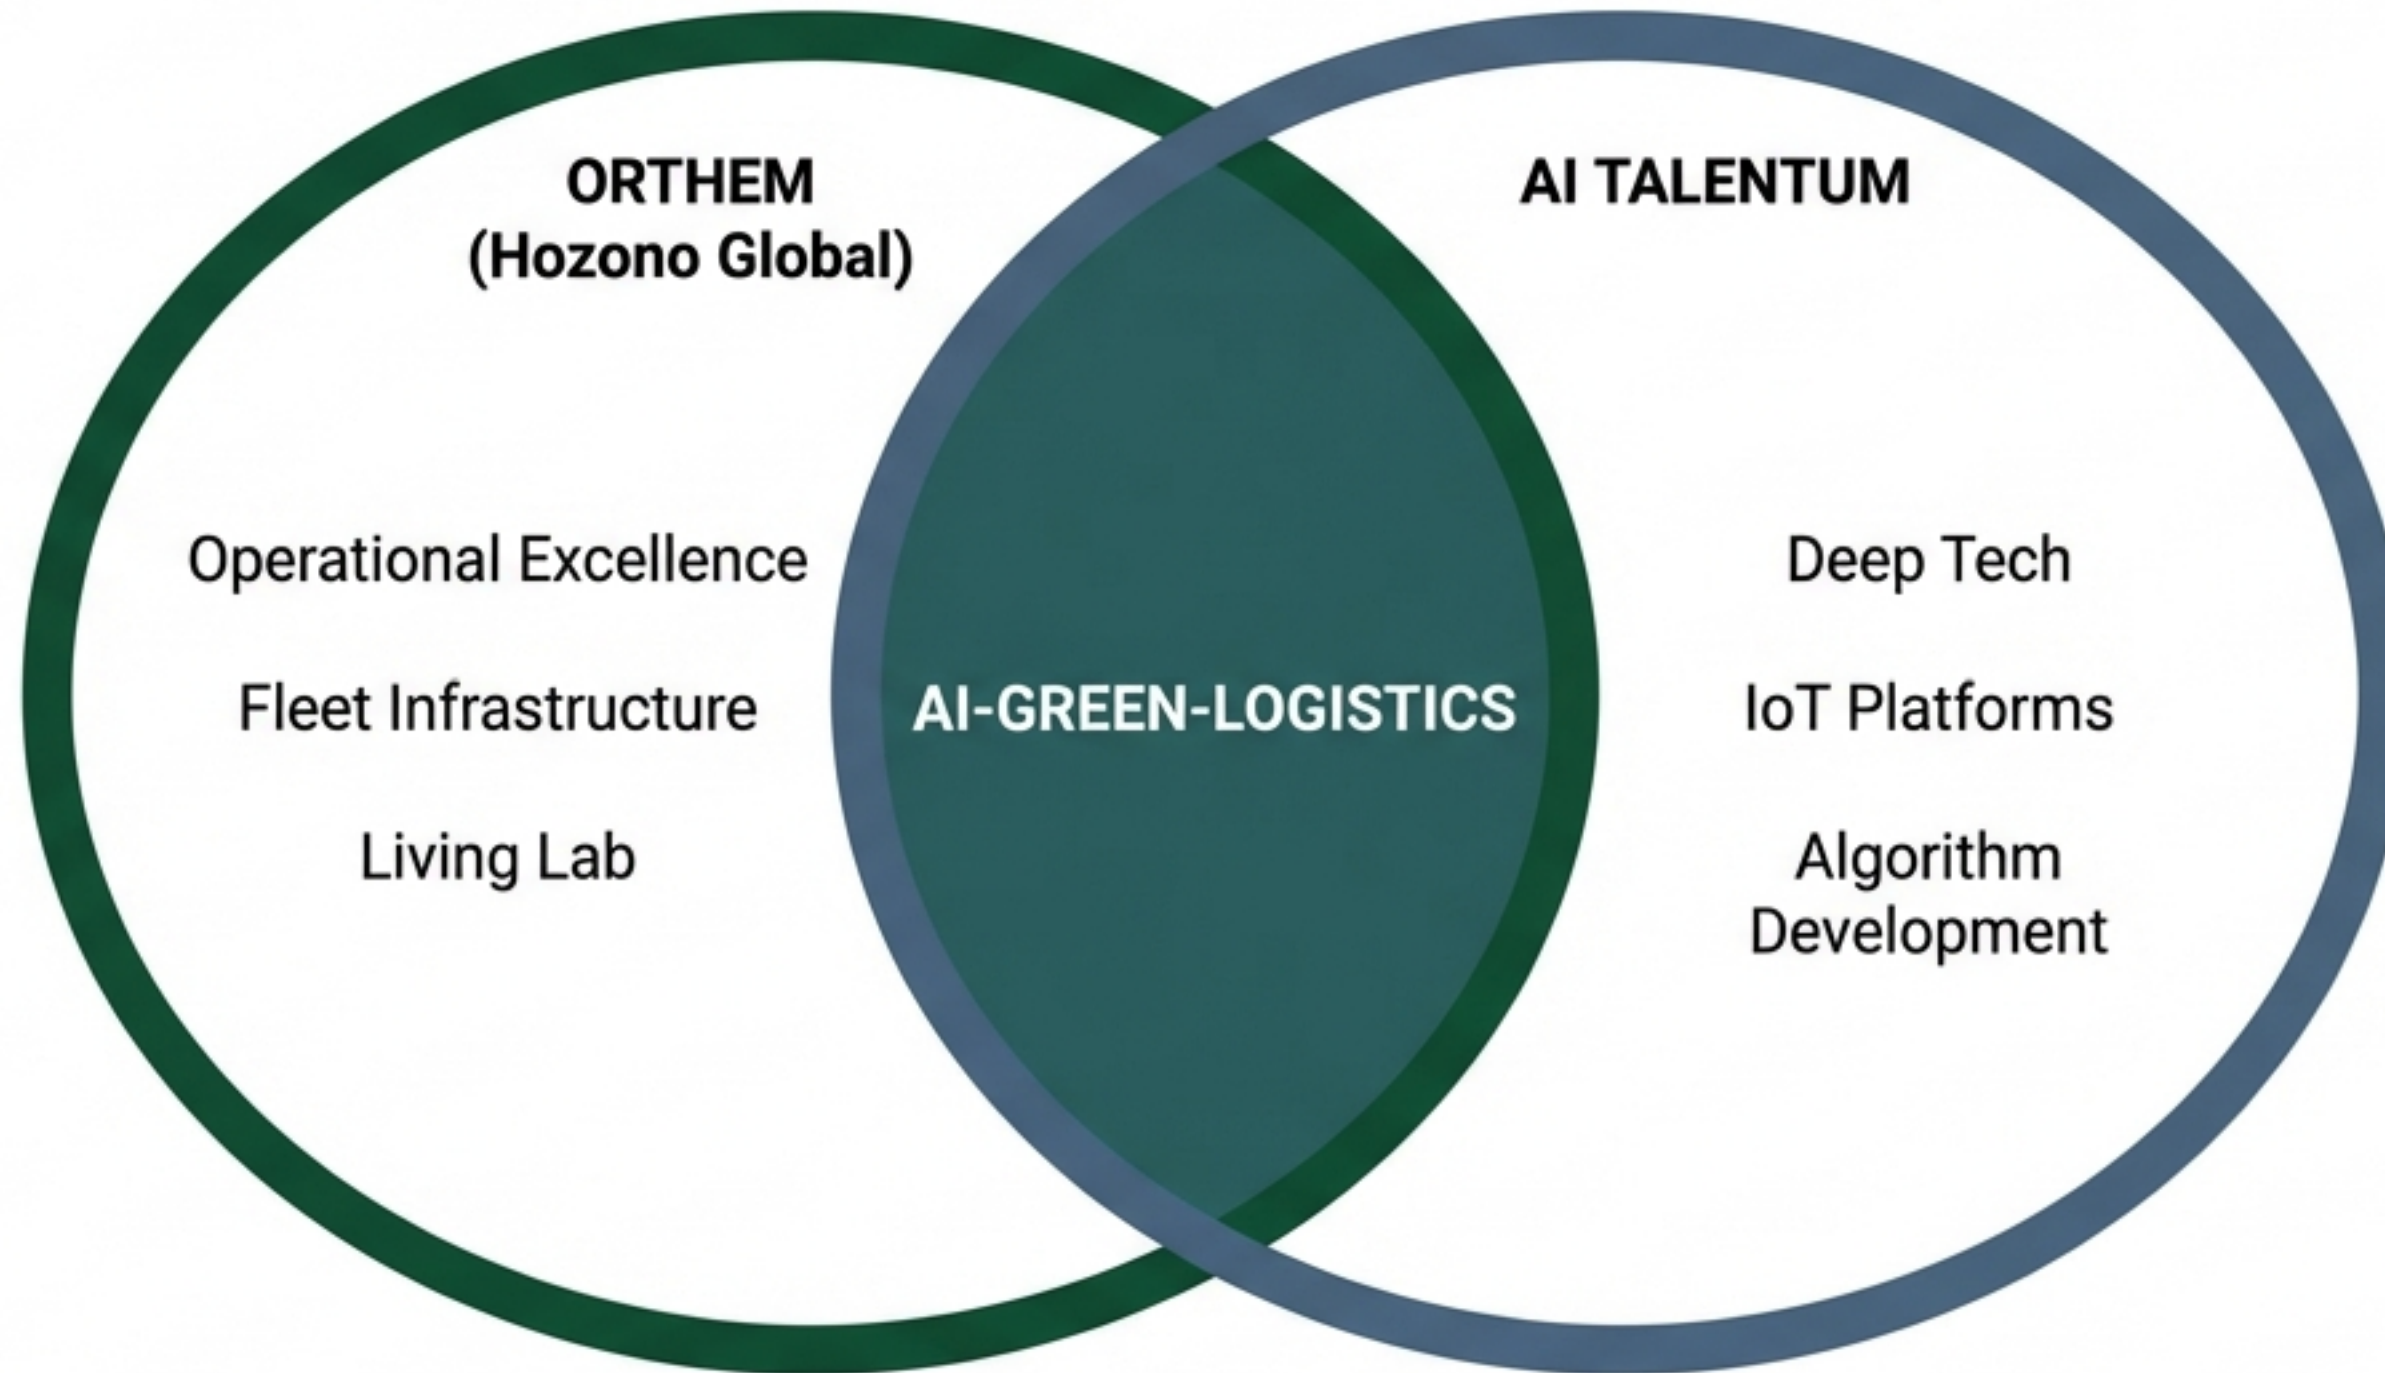 ORTHEM
(Hozono Global)
Operational Excellence
Fleet Infrastructure
Living Lab
AI-GREEN-LOGISTICS
AI TALENTUM
Deep Tech
IoT Platforms
Algorithm
Development